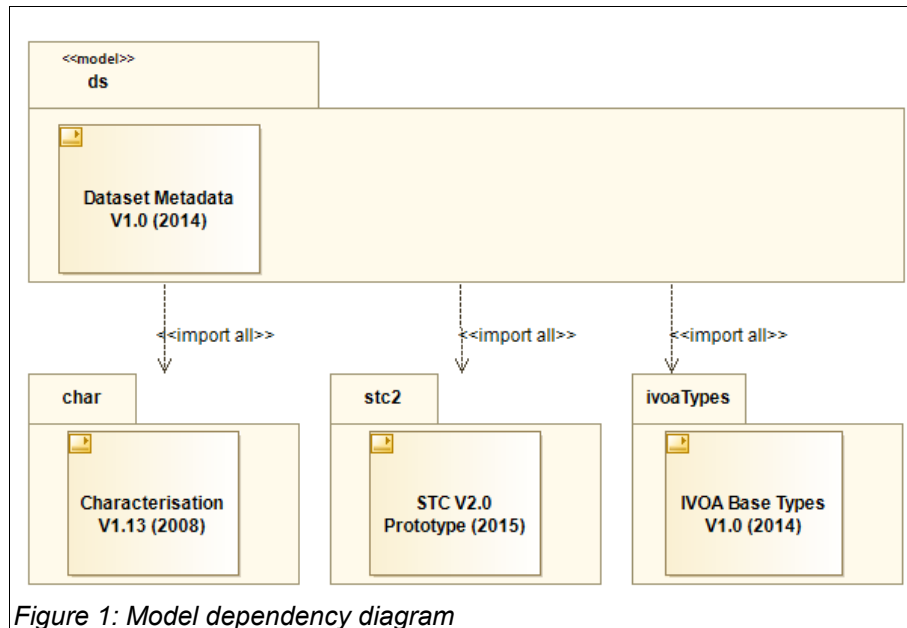 <<model>>
ds
Dataset Metadata
V1.0 (2014)
<<import all>>
<<import all>>
<<import all>>
char
stc2
ivoaTypes
Characterisation
V1.13 (2008)
STC V2.0
Prototype (2015)
IVOA Base Types
V1.0 (2014)
Figure 1: Model dependency diagram